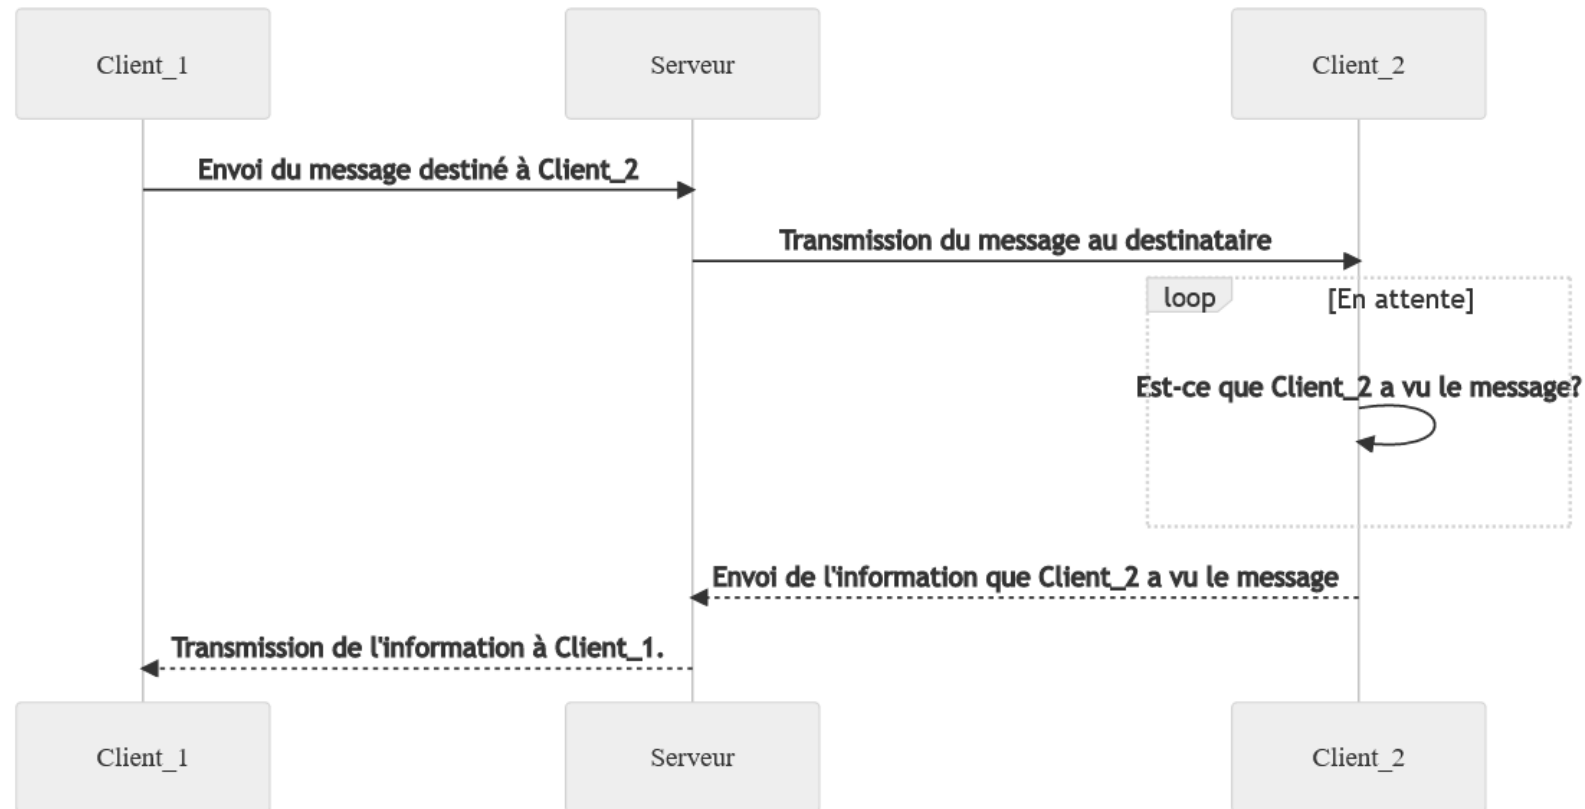 Client_1
Serveur
Client_2
Envoi du message destiné à Client_2
Transmission du message au destinataire
loop
[En attente]
Est-ce que Client_2 a vu le message?
Envoi de l'information que Client_2 a vu le message
Transmission de l'information à Client_1.
Client_1
Serveur
Client_2